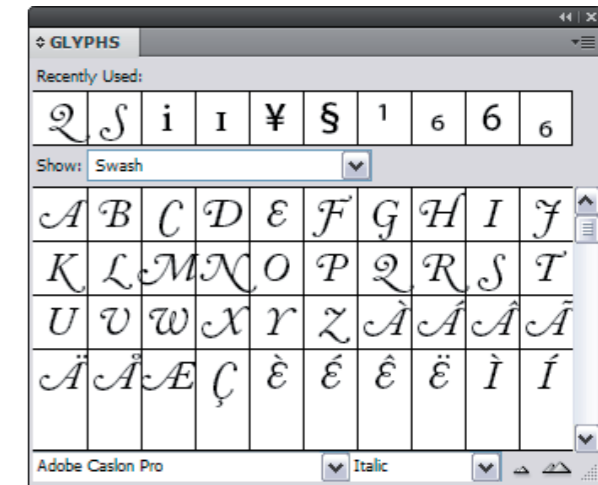 GLYPHS
Recently Used:
Q S i ɪ ¥ § ¹ ₆ 6 ₆
Show: Swash
A B C D E F G H I J
K L M N O P Q R S T
U V W X Y Z À Á Â Ã
Ä Å Æ Ç È É Ê Ë Ì Í
Adobe Caslon Pro Italic